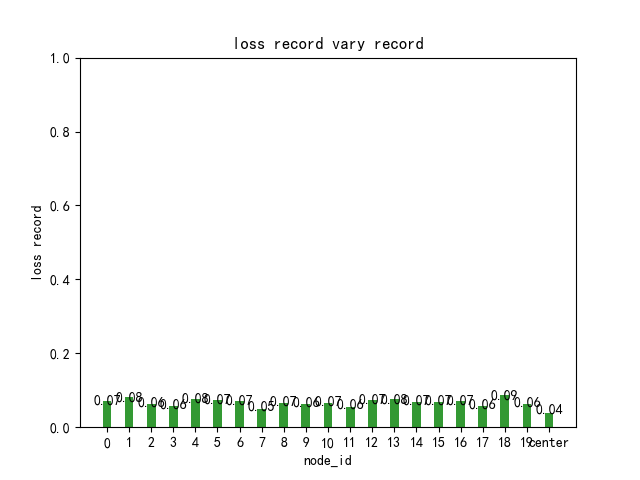 loss record vary record
1.0
0.8
0.6
0.4
0.2
0.0
loss record
0.07 0.08 0.06 0.06 0.08 0.07 0.07 0.05 0.07 0.06 0.07 0.06 0.07 0.08 0.07 0.07 0.07 0.06 0.09 0.06 0.04
0 1 2 3 4 5 6 7 8 9 10 11 12 13 14 15 16 17 18 19 center
node_id